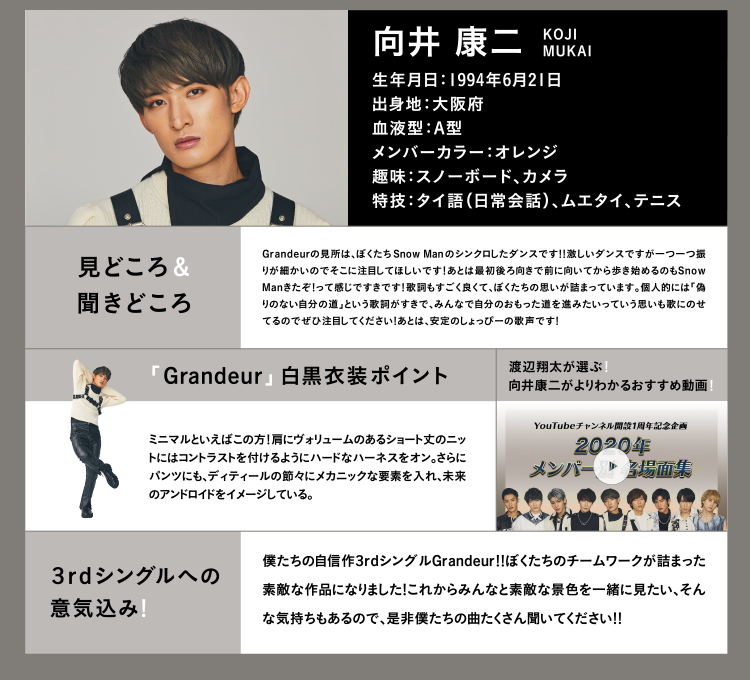 向井 康二
KOJI
MUKAI
生年月日：1994年6月21日
出身地：大阪府
血液型：A型
メンバーカラー：オレンジ
趣味：スノーボード、カメラ
特技：タイ語（日常会話）、ムエタイ、テニス
見どころ&
聞きどころ
Grandeurの見所は、ぼくたちSnow Manのシンクロしたダンスです!!激しいダンスですが一つ一つ振
りが細かいのでそこに注目してほしいです!あとは最初後ろ向きで前に向いてから歩き始めるのもSnow
Manきたぞ!って感じですきです!歌詞もすごく良くて、ぼくたちの思いが詰まっています。個人的には「偽
りのない自分の道」という歌詞がすきで、みんなで自分のおもった道を進みたいっていう思いも歌にのせ
てるのでぜひ注目してください!あとは、安定のしょっぴーの歌声です!
「Grandeur」白黒衣装ポイント
ミニマルといえばこの方!肩にヴォリュームのあるショート丈のニッ
トにはコントラストを付けるようにハードなハーネスをオン。さらに
パンツにも、ディティールの節々にメカニックな要素を入れ、未来
のアンドロイドをイメージしている。
渡辺翔太が選ぶ!
向井康二がよりわかるおすすめ動画!
YouTubeチャンネル開設1周年記念企画
2020年
メンバー別名場面集
3rdシングルへの
意気込み!
僕たちの自信作3rdシングルGrandeur!!ぼくたちのチームワークが詰まった
素敵な作品になりました!これからみんなと素敵な景色を一緒に見たい、そん
な気持ちもあるので、是非僕たちの曲たくさん聞いてください!!